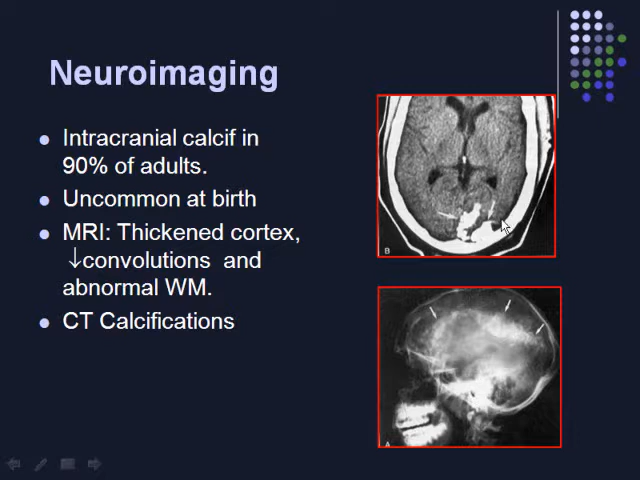 Neuroimaging
Intracranial calcif in
90% of adults.
Uncommon at birth
MRI: Thickened cortex,
↓convolutions and
abnormal WM.
CT Calcifications
B
A